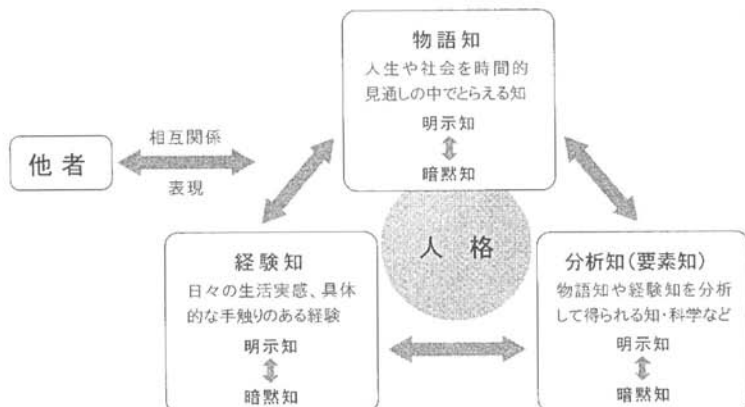 物語知
人生や社会を時間的
見通しの中でとらえる知
明示知
暗黙知
相互関係
他者
表現
人格
経験知
日々の生活実感、具体
的な手触りのある経験
明示知
暗黙知
分析知(要素知)
物語知や経験知を分析
して得られる知・科学など
明示知
暗黙知